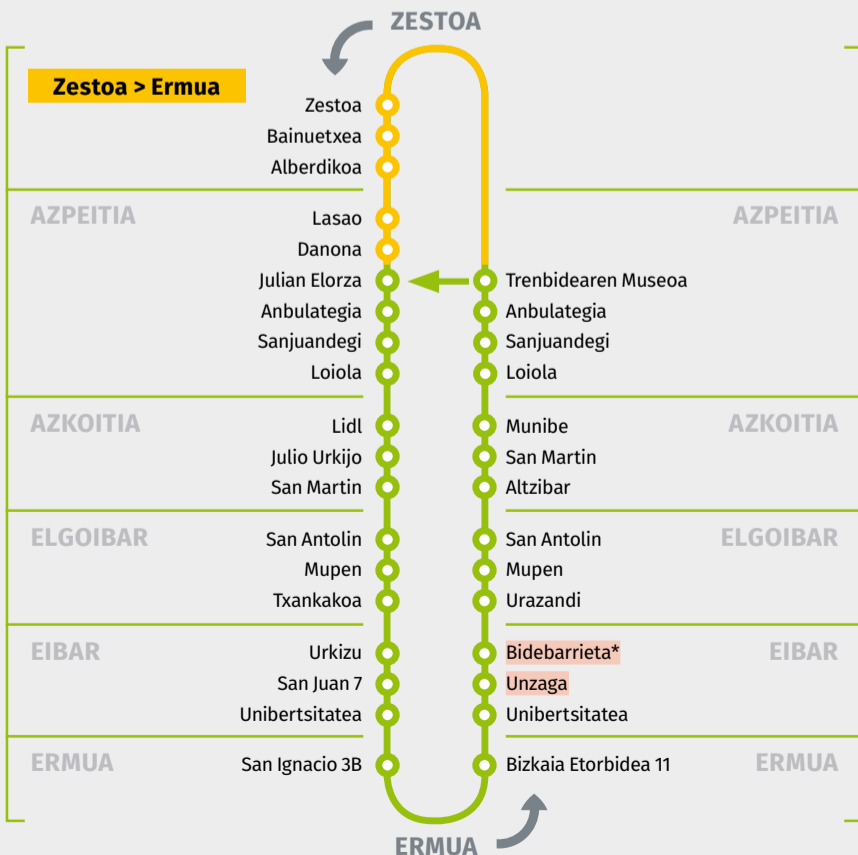 ZESTOA
Zestoa > Ermua
Zestoa
Bainuetxea
Alberdikoa
AZPEITIA
Lasao
Danona
Julian Elorza
Anbulategia
Sanjuandegi
Loiola
AZKOITIA
Lidl
Julio Urkijo
San Martin
ELGOIBAR
San Antolin
Mupen
Txankakoa
EIBAR
Urkizu
San Juan 7
Unibertsitatea
ERMUA
San Ignacio 3B
AZPEITIA
Trenbidearen Museoa
Anbulategia
Sanjuandegi
Loiola
AZKOITIA
Munibe
San Martin
Altzibar
ELGOIBAR
San Antolin
Mupen
Urazandi
EIBAR
Bidebarrieta*
Unzaga
Unibertsitatea
ERMUA
Bizkaia Etorbidea 11
ERMUA